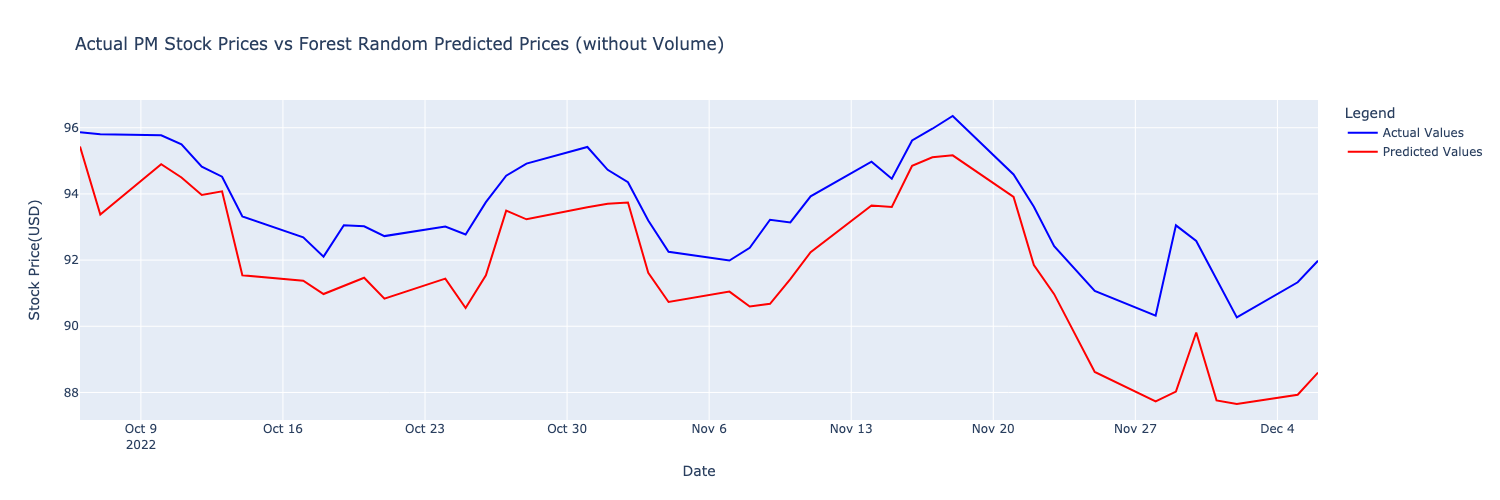 Actual PM Stock Prices vs Forest Random Predicted Prices (without Volume)
Legend
Actual Values
Predicted Values
Stock Price(USD)
96
94
92
90
88
Oct 9
2022
Oct 16
Oct 23
Oct 30
Nov 6
Nov 13
Nov 20
Nov 27
Dec 4
Date